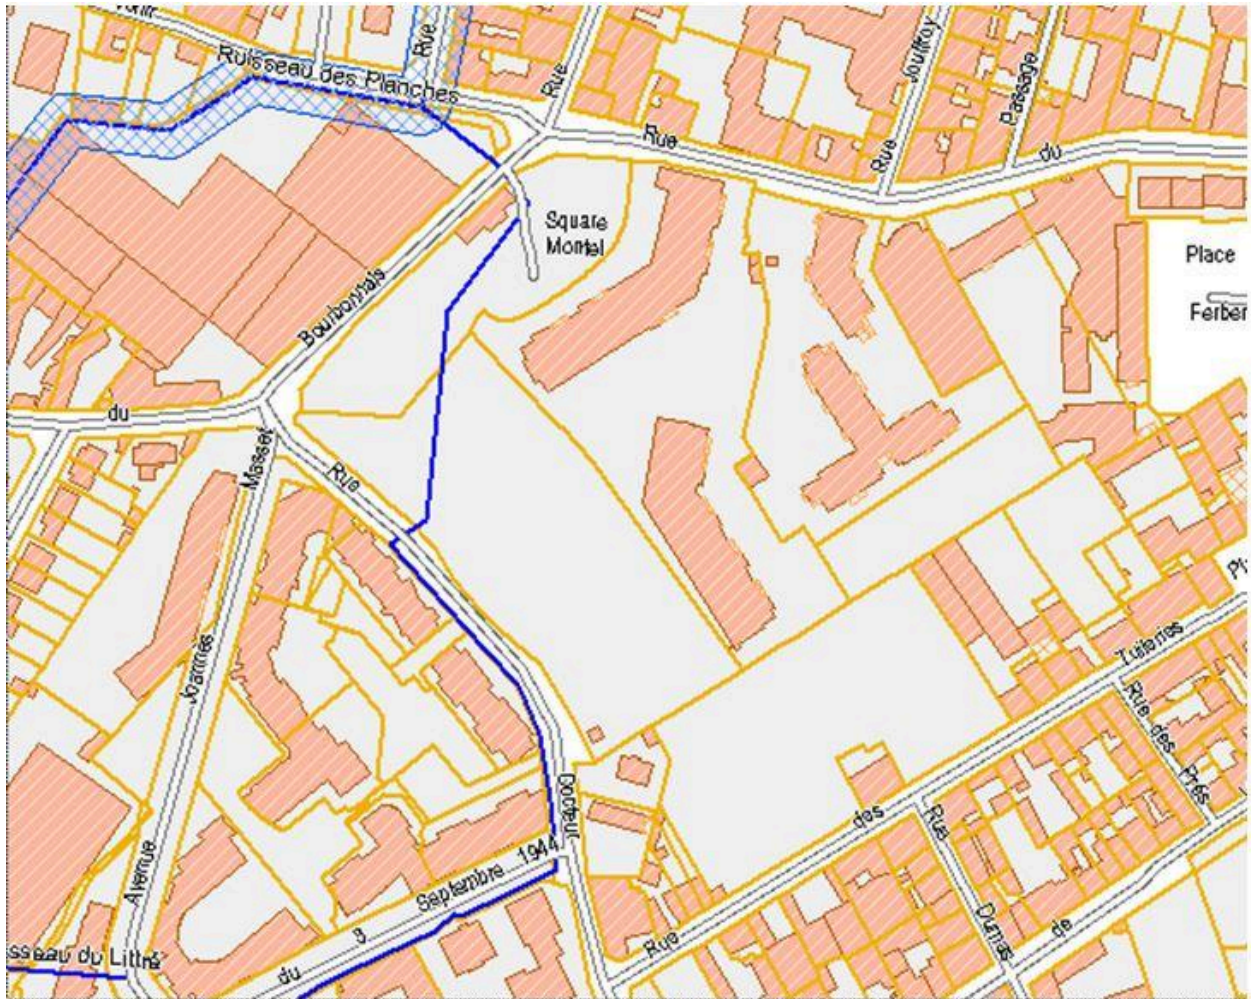 Rue
Ruisseau des Planches
Rue
Jouffroy
Passage
Rue
Rue
du
Square
Montel
Place
Ferber
Bourbonnais
du
Masset
Rue
Joannès
Tuileries
Rue des Prés
Docteur
des
Rue
Avenue
3 Septembre 1944
du
Rue
Dumas
de
sseau du Littré